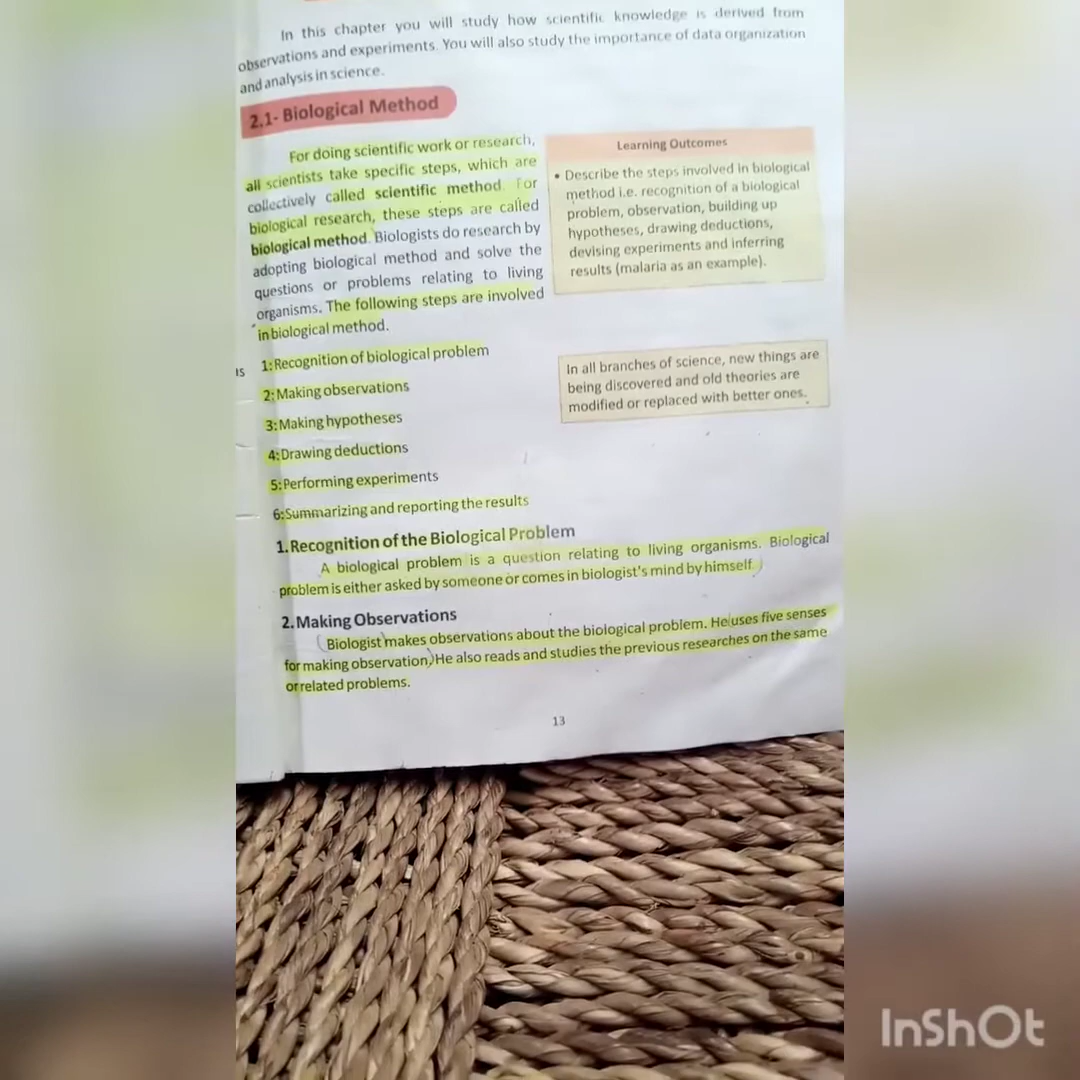 In this chapter you will study how scientific knowledge is derived from
observations and experiments. You will also study the importance of data organization
and analysis in science.
2.1- Biological Method
For doing scientific work or research,
all scientists take specific steps, which are
collectively called scientific method. For
biological research, these steps are called
biological method. Biologists do research by
adopting biological method and solve the
questions or problems relating to living
organisms. The following steps are involved
in biological method.
Learning Outcomes
• Describe the steps involved in biological
method i.e. recognition of a biological
problem, observation, building up
hypotheses, drawing deductions,
devising experiments and inferring
results (malaria as an example).
1:Recognition of biological problem
2:Making observations
3:Making hypotheses
4:Drawing deductions
5:Performing experiments
6:Summarizing and reporting the results
In all branches of science, new things are
being discovered and old theories are
modified or replaced with better ones.
1.Recognition of the Biological Problem
A biological problem is a question relating to living organisms. Biological
problem is either asked by someone or comes in biologist's mind by himself.
2.Making Observations
Biologist makes observations about the biological problem. He uses five senses
for making observation. He also reads and studies the previous researches on the same
or related problems.
13
InShOt